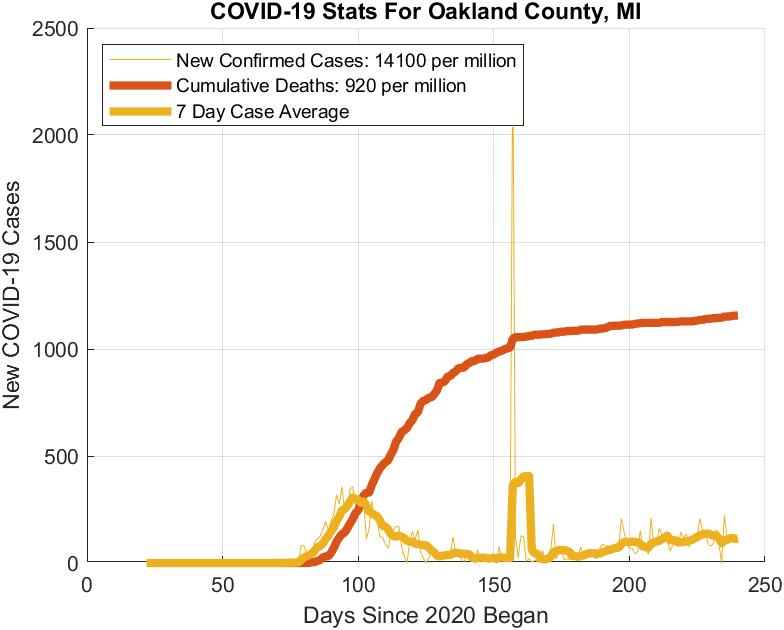 COVID-19 Stats For Oakland County, MI
New Confirmed Cases: 14100 per million
Cumulative Deaths: 920 per million
7 Day Case Average
New COVID-19 Cases
2500
2000
1500
1000
500
0
0 50 100 150 200 250
Days Since 2020 Began